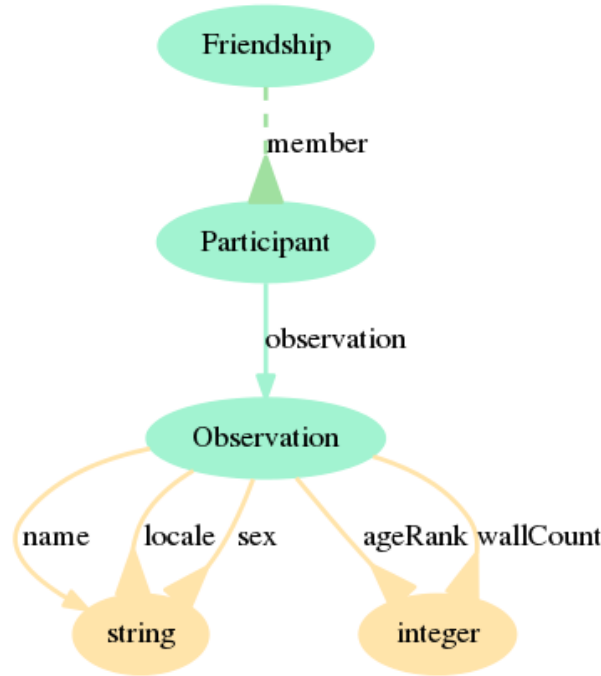 Friendship
member
Participant
observation
Observation
name
locale
sex
ageRank
wallCount
string
integer